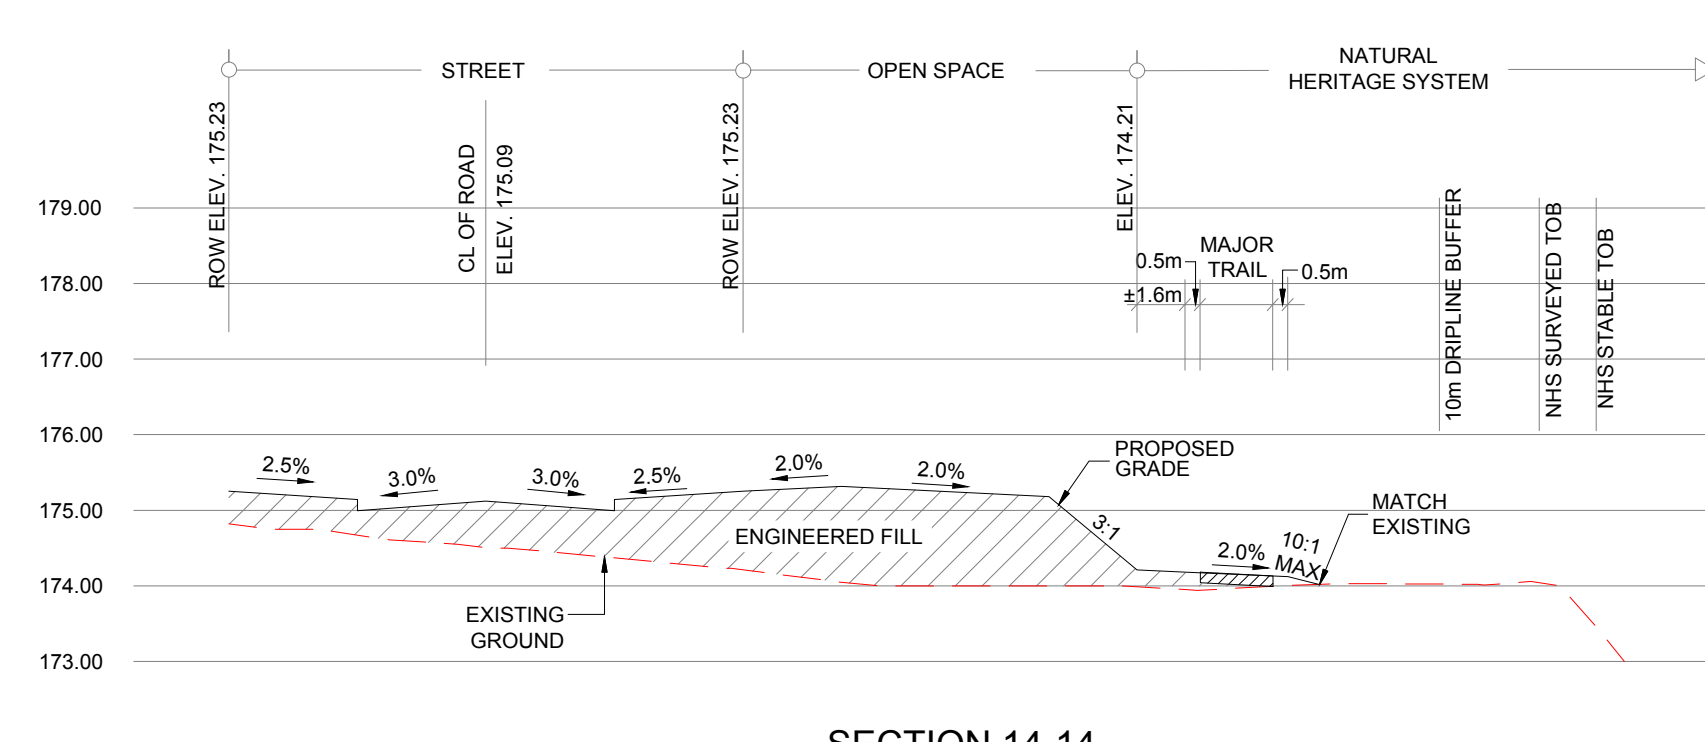 STREET
OPEN SPACE
NATURAL
HERITAGE SYSTEM
ROW ELEV. 175.23
CL OF ROAD
ELEV. 175.09
ROW ELEV. 175.23
ELEV. 174.21
179.00
178.00
177.00
176.00
175.00
174.00
173.00
0.5m
MAJOR
TRAIL
0.5m
±1.6m
10m DRIPLINE BUFFER
NHS SURVEYED TOB
NHS STABLE TOB
2.5%
3.0%
3.0%
2.5%
2.0%
2.0%
PROPOSED
GRADE
MATCH
EXISTING
3:1
ENGINEERED FILL
2.0%
10:1
MAX
EXISTING
GROUND
SECTION 14-14